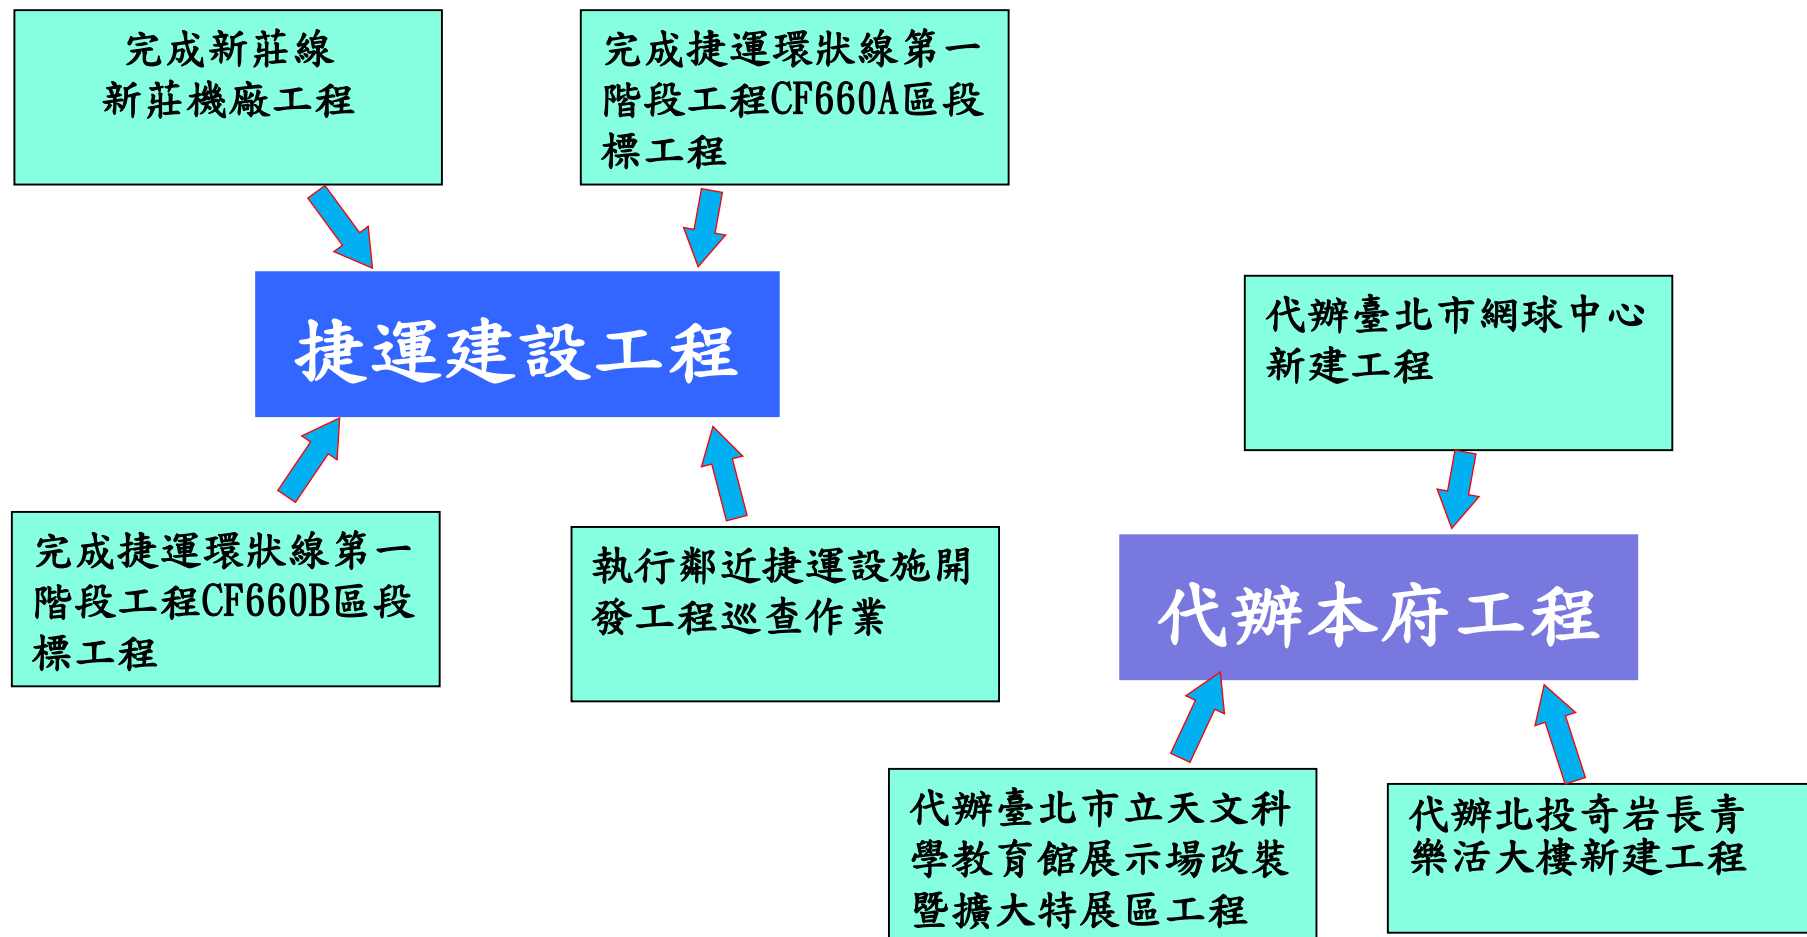 完成新莊線
新莊機廠工程
完成捷運環狀線第一
階段工程CF660A區段
標工程
捷運建設工程
完成捷運環狀線第一
階段工程CF660B區段
標工程
執行鄰近捷運設施開
發工程巡查作業
代辦臺北市網球中心
新建工程
代辦本府工程
代辦臺北市立天文科
學教育館展示場改裝
暨擴大特展區工程
代辦北投奇岩長青
樂活大樓新建工程